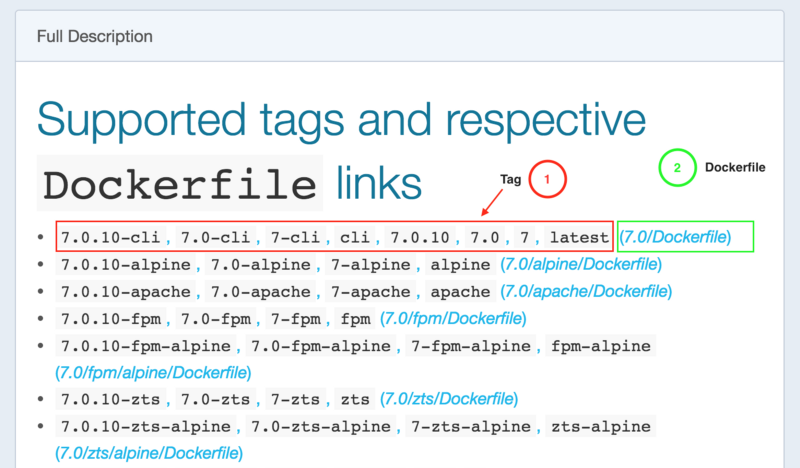 Full Description
Supported tags and respective
Dockerfile links
Tag 1
2 Dockerfile
7.0.10-cli, 7.0-cli, 7-cli, cli, 7.0.10, 7.0, 7, latest (7.0/Dockerfile)
7.0.10-alpine, 7.0-alpine, 7-alpine, alpine (7.0/alpine/Dockerfile)
7.0.10-apache, 7.0-apache, 7-apache, apache (7.0/apache/Dockerfile)
7.0.10-fpm, 7.0-fpm, 7-fpm, fpm (7.0/fpm/Dockerfile)
7.0.10-fpm-alpine, 7.0-fpm-alpine, 7-fpm-alpine, fpm-alpine
(7.0/fpm/alpine/Dockerfile)
7.0.10-zts, 7.0-zts, 7-zts, zts (7.0/zts/Dockerfile)
7.0.10-zts-alpine, 7.0-zts-alpine, 7-zts-alpine, zts-alpine
(7.0/zts/alpine/Dockerfile)